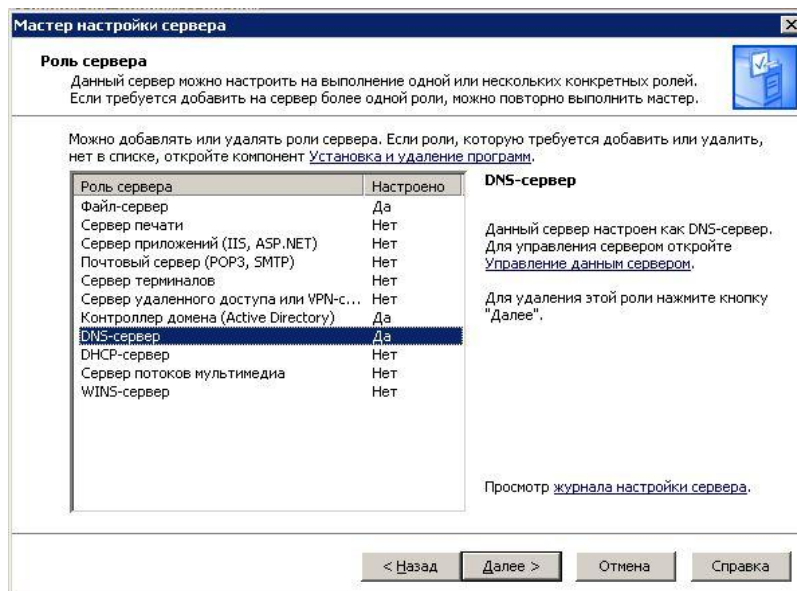 Мастер настройки сервера
Роль сервера
Данный сервер можно настроить на выполнение одной или нескольких конкретных ролей.
Если требуется добавить на сервер более одной роли, можно повторно выполнить мастер.
Можно добавлять или удалять роли сервера. Если роли, которую требуется добавить или удалить,
нет в списке, откройте компонент Установка и удаление программ.
Роль сервера Настроено
Файл-сервер Да
Сервер печати Нет
Сервер приложений (IIS, ASP.NET) Нет
Почтовый сервер (POP3, SMTP) Нет
Сервер терминалов Нет
Сервер удаленного доступа или VPN-с... Нет
Контроллер домена (Active Directory) Да
DNS-сервер Да
DHCP-сервер Нет
Сервер потоков мультимедиа Нет
WINS-сервер Нет
DNS-сервер
Данный сервер настроен как DNS-сервер.
Для управления сервером откройте
Управление данным сервером.
Для удаления этой роли нажмите кнопку
"Далее".
Просмотр журнала настройки сервера.
< Назад Далее > Отмена Справка